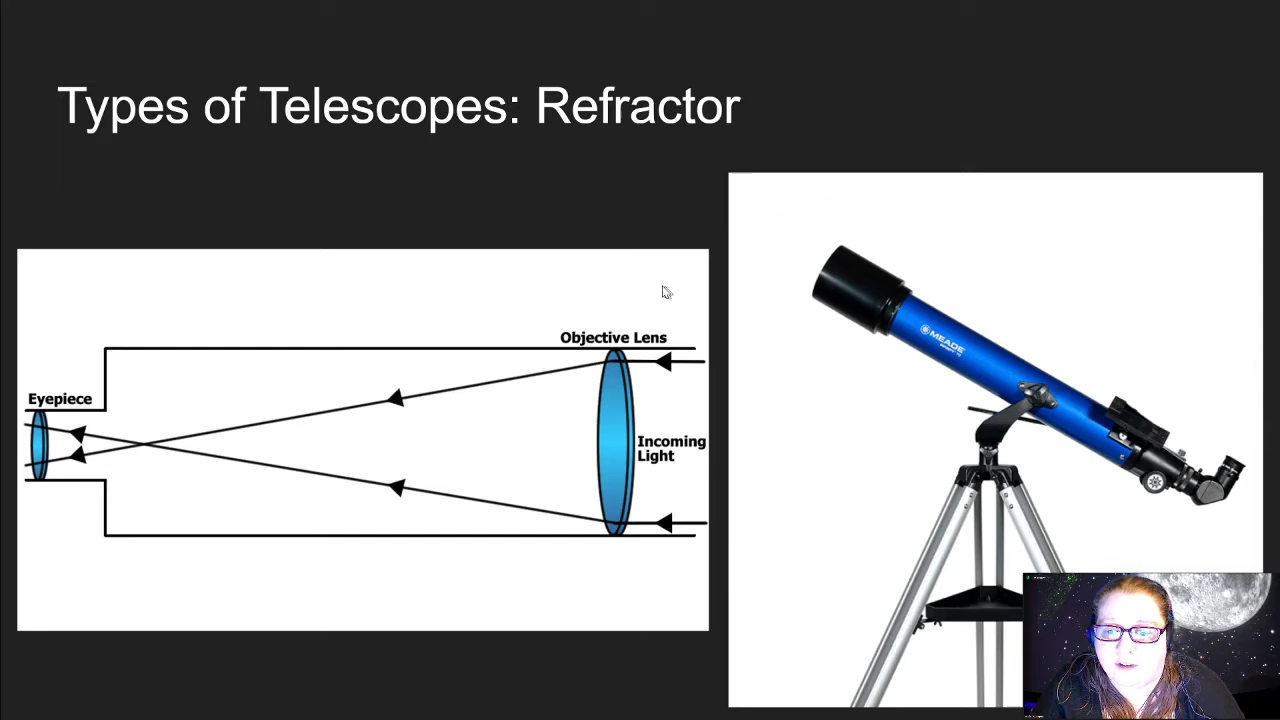 Types of Telescopes: Refractor
Objective Lens
Eyepiece
Incoming
Light
MEADE